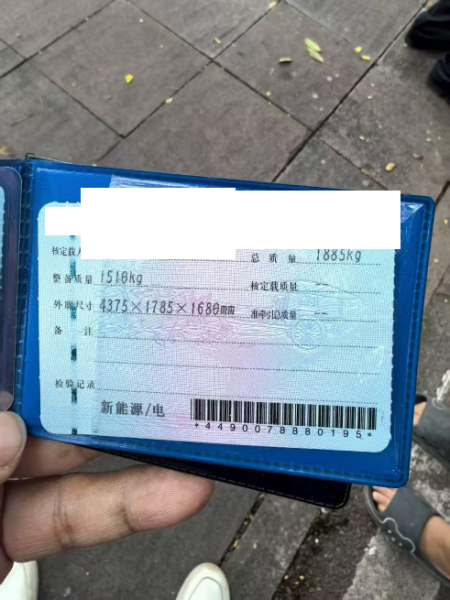 核定载人
总质量 1885kg
整备质量 1510kg
核定载质量 --
外廓尺寸 4375×1785×1680mm
准牵引总质量 --
备 注
检验记录
新能源/电
*4490078880195*